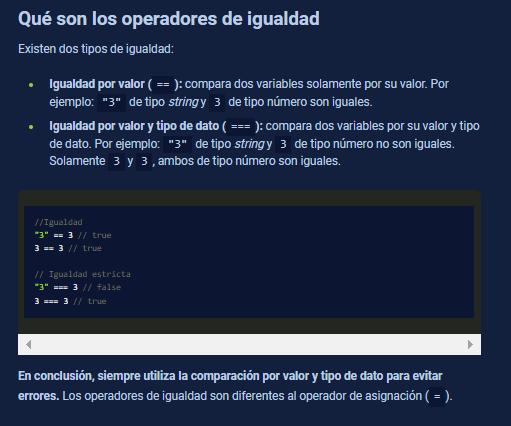 Qué son los operadores de igualdad
Existen dos tipos de igualdad:
Igualdad por valor ( == ): compara dos variables solamente por su valor. Por
ejemplo: "3" de tipo string y 3 de tipo número son iguales.
Igualdad por valor y tipo de dato ( === ): compara dos variables por su valor y tipo
de dato. Por ejemplo: "3" de tipo string y 3 de tipo número no son iguales.
Solamente 3 y 3 , ambos de tipo número son iguales.
//Igualdad
"3" == 3 // true
3 == 3 // true
// Igualdad estricta
"3" === 3 // false
3 === 3 // true
En conclusión, siempre utiliza la comparación por valor y tipo de dato para evitar
errores. Los operadores de igualdad son diferentes al operador de asignación ( = ).